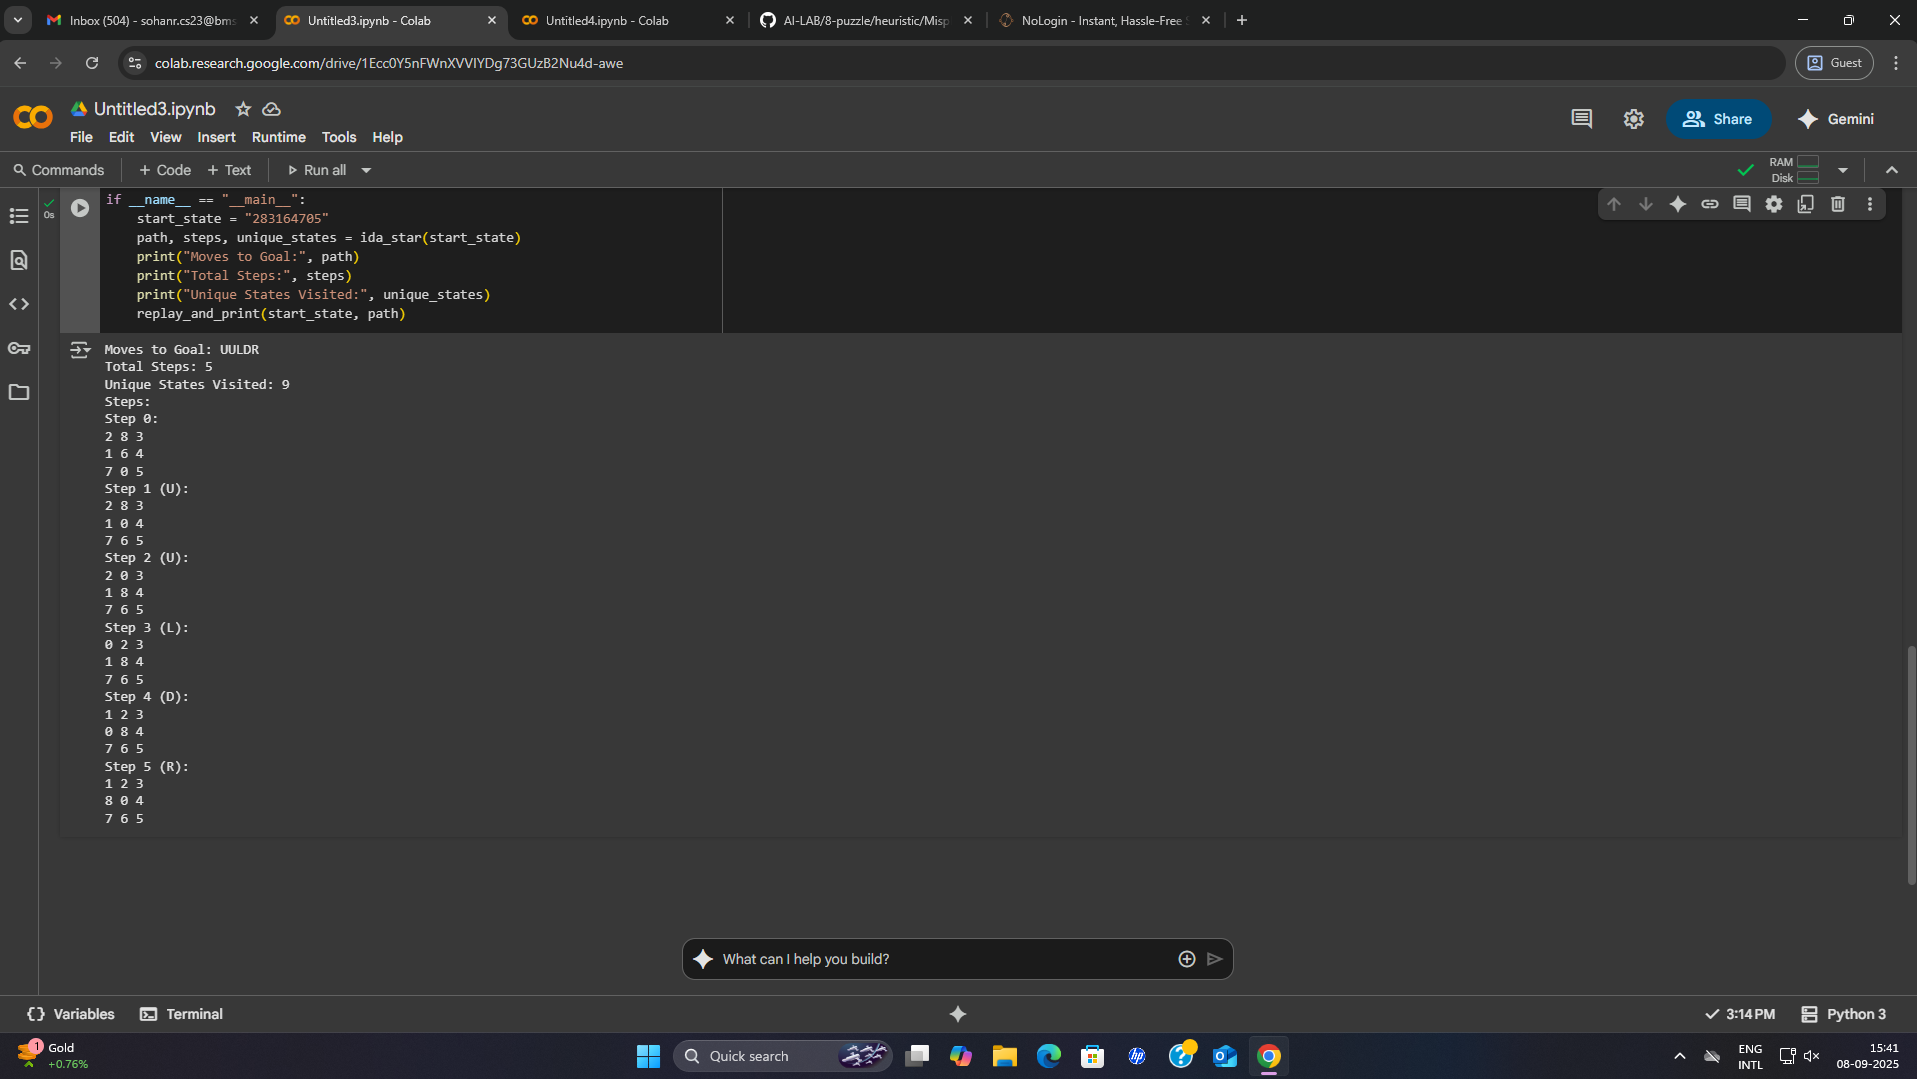 Inbox (504) - sohanr.cs23@bms
Untitled3.ipynb - Colab
Untitled4.ipynb - Colab
AI-LAB/8-puzzle/heuristic/Misp
NoLogin - Instant, Hassle-Free S
colab.research.google.com/drive/1Ecc0Y5nFWnXVVIYDg73GUzB2Nu4d-awe
Guest
Untitled3.ipynb
File Edit View Insert Runtime Tools Help
Share
Gemini
Commands + Code + Text Run all
RAM
Disk
0s
if __name__ == "__main__":
    start_state = "283164705"
    path, steps, unique_states = ida_star(start_state)
    print("Moves to Goal:", path)
    print("Total Steps:", steps)
    print("Unique States Visited:", unique_states)
    replay_and_print(start_state, path)
Moves to Goal: UULDR
Total Steps: 5
Unique States Visited: 9
Steps:
Step 0:
2 8 3
1 6 4
7 0 5
Step 1 (U):
2 8 3
1 0 4
7 6 5
Step 2 (U):
2 0 3
1 8 4
7 6 5
Step 3 (L):
0 2 3
1 8 4
7 6 5
Step 4 (D):
1 2 3
0 8 4
7 6 5
Step 5 (R):
1 2 3
8 0 4
7 6 5
What can I help you build?
Variables Terminal
3:14 PM Python 3
1
Gold
+0.76%
Quick search
hp
ENG
INTL
15:41
08-09-2025